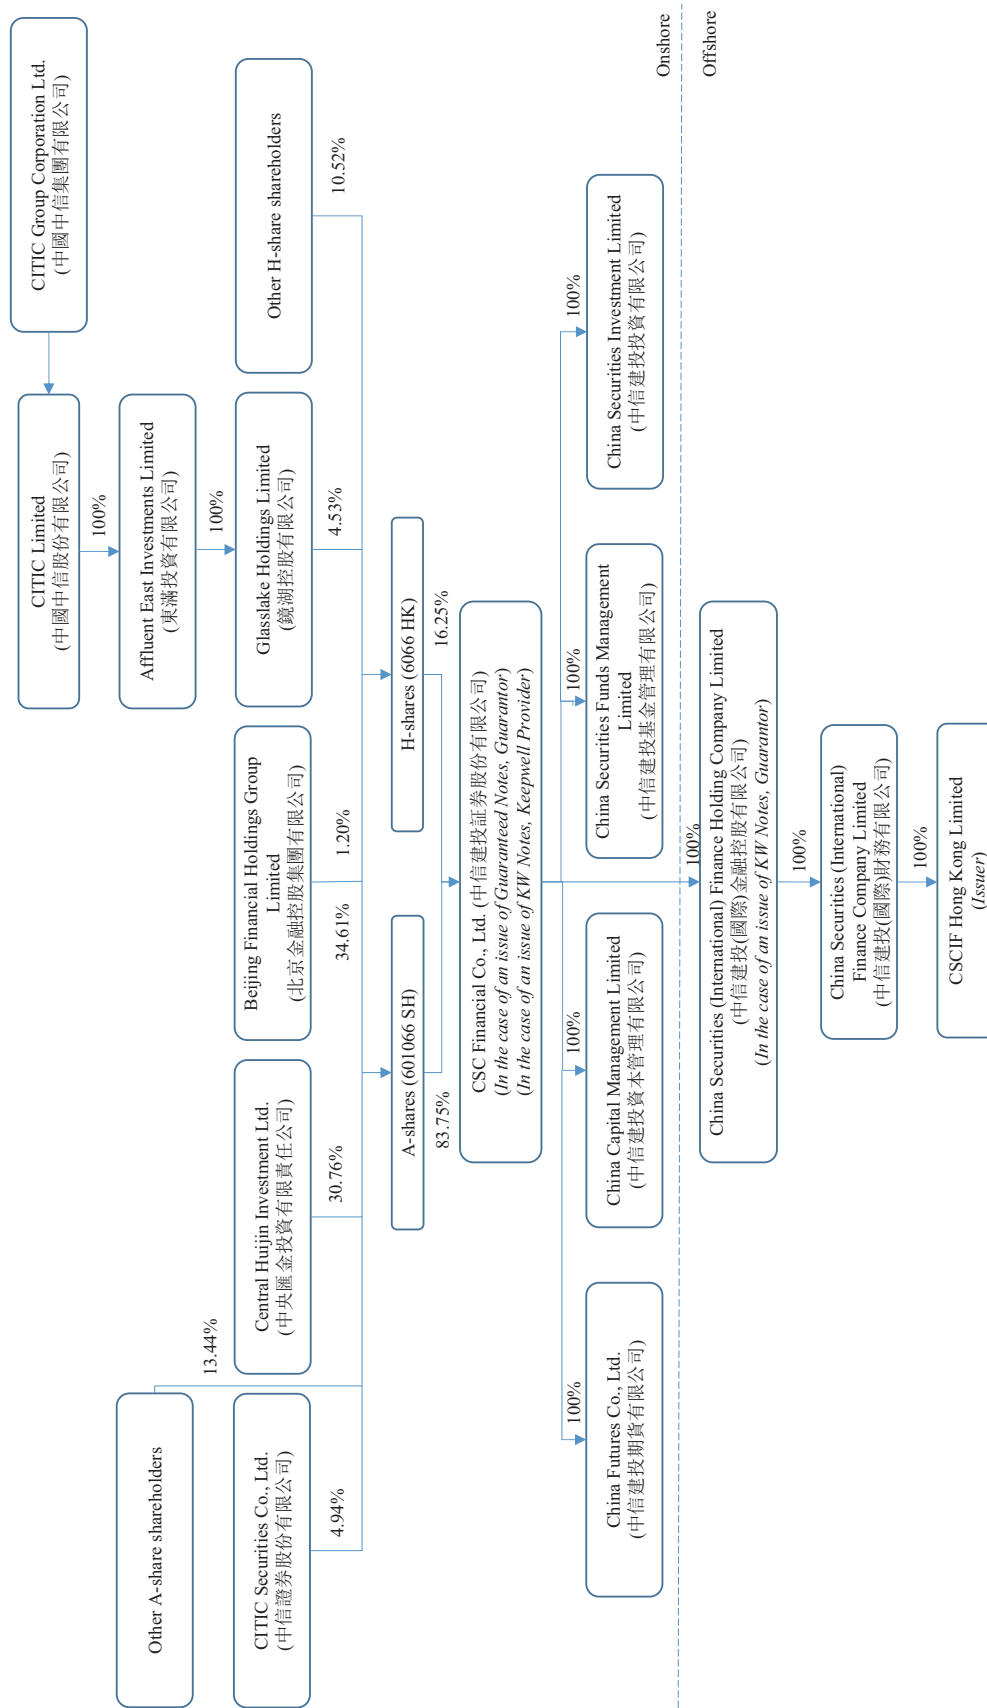 CITIC Group Corporation Ltd.
(中國中信集團有限公司)
CITIC Limited
(中國中信股份有限公司)
100%
Other A-share shareholders
Affluent East Investments Limited
(東滿投資有限公司)
13.44%
100%
CITIC Securities Co., Ltd.
(中信證券股份有限公司)
Central Huijin Investment Ltd.
(中央匯金投資有限責任公司)
Beijing Financial Holdings Group
Limited
(北京金融控股集團有限公司)
Glasslake Holdings Limited
(鏡湖控股有限公司)
Other H-share shareholders
4.94%
30.76%
34.61%
1.20%
4.53%
10.52%
A-shares (601066 SH)
H-shares (6066 HK)
83.75%
16.25%
CSC Financial Co., Ltd. (中信建投証券股份有限公司)
(In the case of an issue of Guaranteed Notes, Guarantor)
(In the case of an issue of KW Notes, Keepwell Provider)
100%
100%
100%
100%
China Futures Co., Ltd.
(中信建投期貨有限公司)
China Capital Management Limited
(中信建投資本管理有限公司)
China Securities Funds Management
Limited
(中信建投基金管理有限公司)
China Securities Investment Limited
(中信建投投資有限公司)
Onshore
100%
Offshore
China Securities (International) Finance Holding Company Limited
(中信建投(國際)金融控股有限公司)
(In the case of an issue of KW Notes, Guarantor)
100%
China Securities (International)
Finance Company Limited
(中信建投(國際)財務有限公司)
100%
CSCIF Hong Kong Limited
(Issuer)